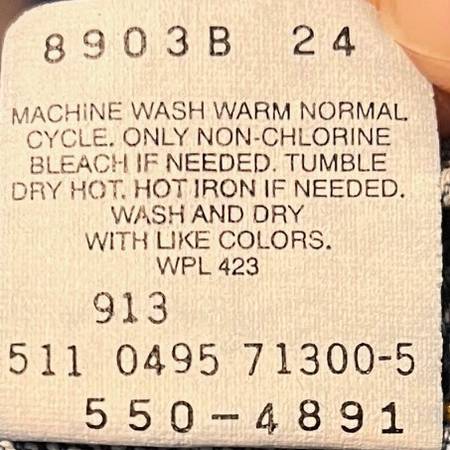 8903B 24
MACHINE WASH WARM NORMAL
CYCLE. ONLY NON-CHLORINE
BLEACH IF NEEDED. TUMBLE
DRY HOT. HOT IRON IF NEEDED.
WASH AND DRY
WITH LIKE COLORS.
WPL 423
913
511 0495 71300-5
550-4891